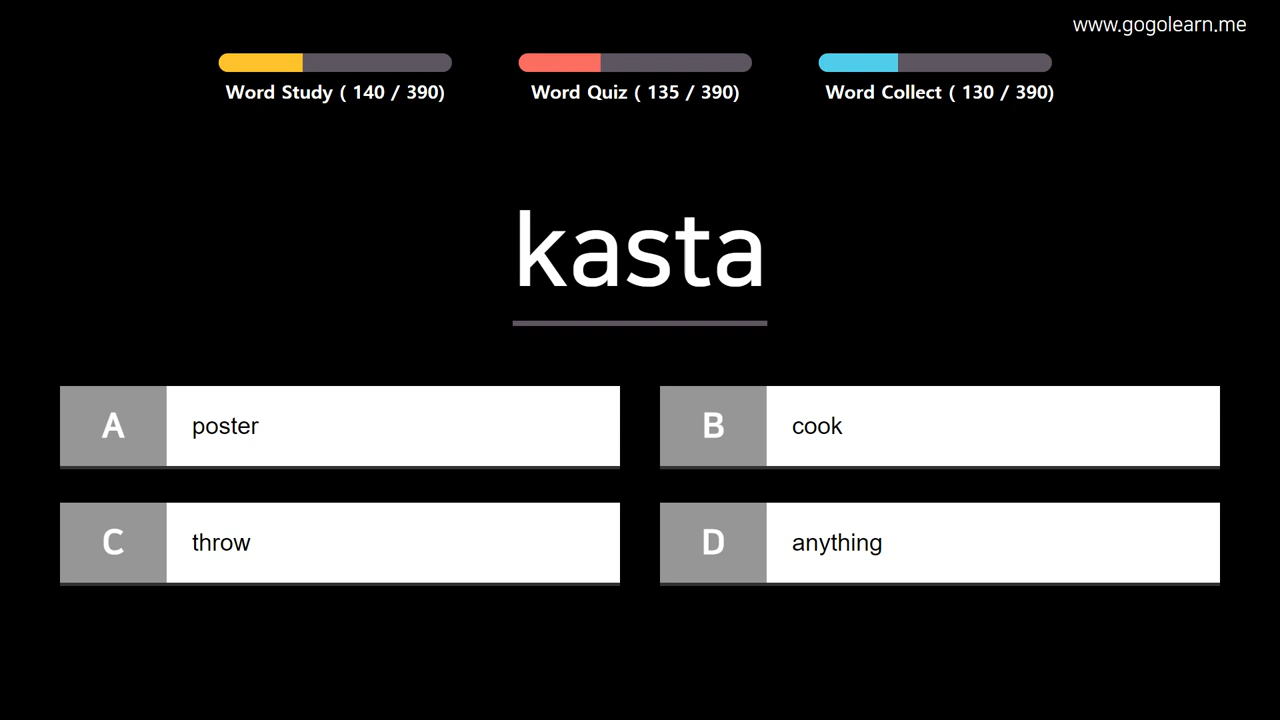 www.gogolearn.me
Word Study ( 140 / 390)
Word Quiz ( 135 / 390)
Word Collect ( 130 / 390)
kasta
A poster
B cook
C throw
D anything